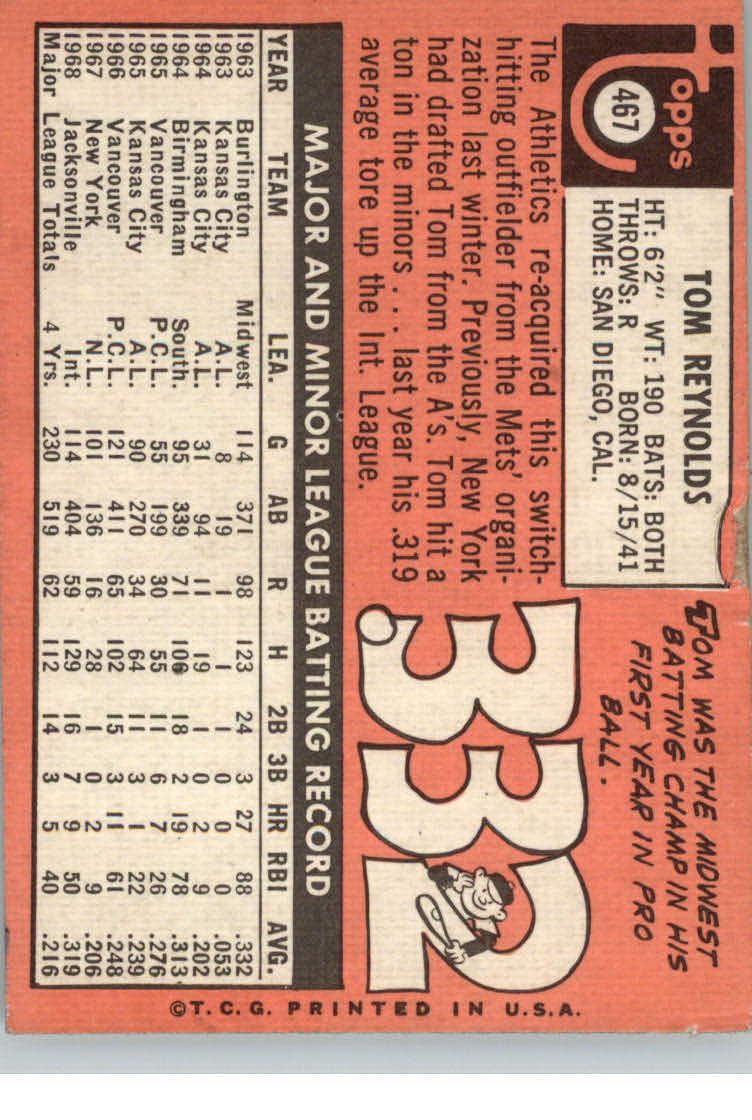 Topps
467
TOM REYNOLDS
HT: 6'2" WT: 190 BATS: BOTH
THROWS: R BORN: 8/15/41
HOME: SAN DIEGO, CAL.
The Athletics re-acquired this switch-
hitting outfielder from the Mets' organi-
zation last winter. Previously, New York
had drafted Tom from the A's. Tom hit a
ton in the minors . . . last year his .319
average tore up the Int. League.
TOM WAS THE MIDWEST
BATTING CHAMP IN HIS
FIRST YEAR IN PRO
BALL.
.332
MAJOR AND MINOR LEAGUE BATTING RECORD
YEAR TEAM LEA. G AB R H 2B 3B HR RBI AVG.
1963 Burlington Midwest 114 371 98 123 24 3 27 88 .332
1963 Kansas City A.L. 8 19 1 1 1 0 0 0 .053
1964 Kansas City A.L. 31 94 11 19 1 0 2 9 .202
1964 Birmingham South. 95 339 71 106 18 2 19 78 .313
1965 Vancouver P.C.L. 55 199 30 55 11 6 7 26 .276
1965 Kansas City A.L. 90 270 34 64 11 3 1 22 .239
1966 Vancouver P.C.L. 121 411 65 102 15 3 11 61 .248
1967 New York N.L. 101 136 16 28 1 0 2 9 .206
1968 Jacksonville Int. 114 404 59 129 16 7 9 50 .319
Major League Totals 4 Yrs. 230 519 62 112 14 3 5 40 .216
©T.C.G. PRINTED IN U.S.A.